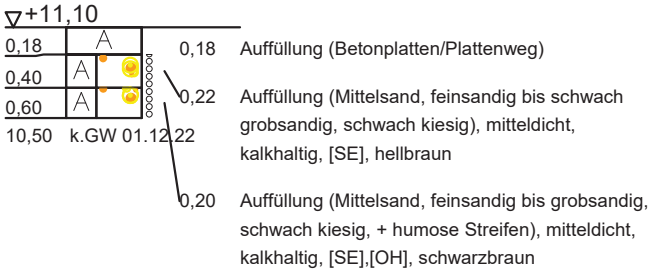 +11,10
A
0,18
0,18 Auffüllung (Betonplatten/Plattenweg)
A
0,40
0,22 Auffüllung (Mittelsand, feinsandig bis schwach
grobsandig, schwach kiesig), mitteldicht,
kalkhaltig, [SE], hellbraun
A
0,60
10,50 k.GW 01.12.22
0,20 Auffüllung (Mittelsand, feinsandig bis grobsandig,
schwach kiesig, + humose Streifen), mitteldicht,
kalkhaltig, [SE],[OH], schwarzbraun